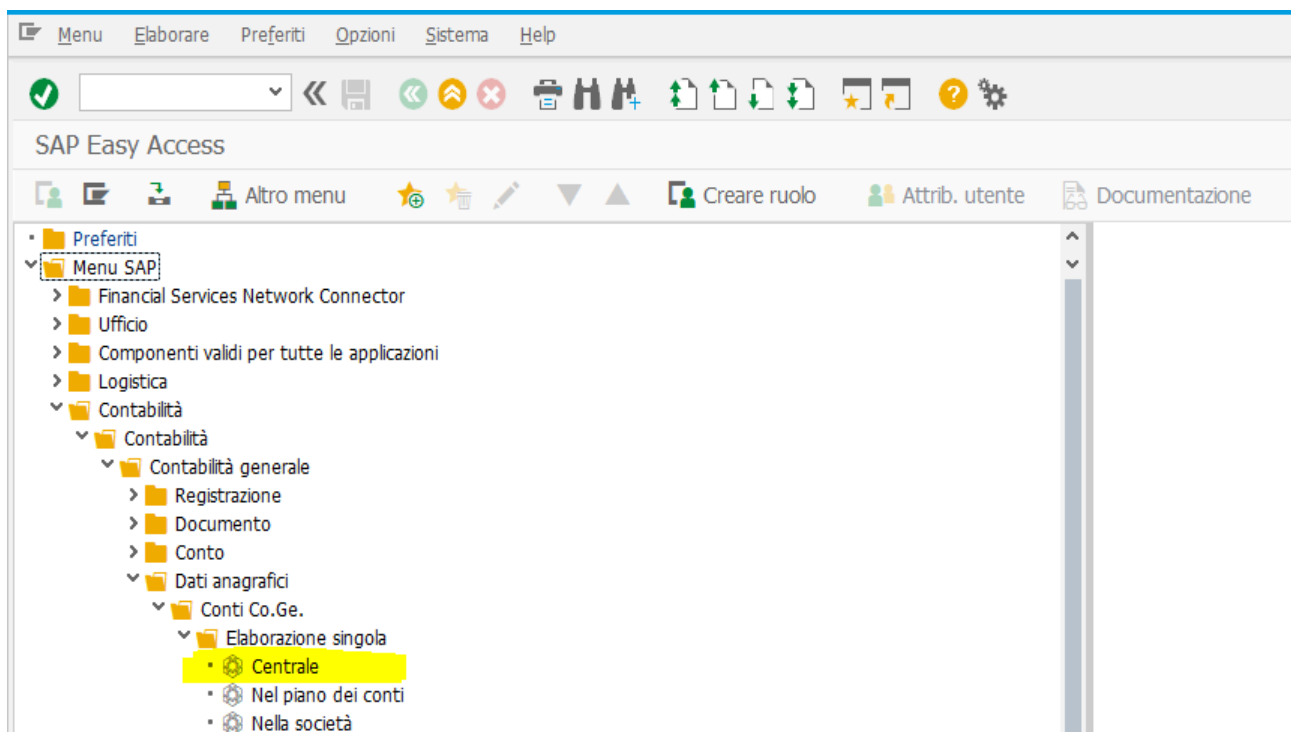 Menu Elaborare Preferiti Opzioni Sistema Help
SAP Easy Access
Altro menu Creare ruolo Attrib. utente Documentazione
Preferiti
Menu SAP
Financial Services Network Connector
Ufficio
Componenti validi per tutte le applicazioni
Logistica
Contabilità
Contabilità
Contabilità generale
Registrazione
Documento
Conto
Dati anagrafici
Conti Co.Ge.
Elaborazione singola
Centrale
Nel piano dei conti
Nella società